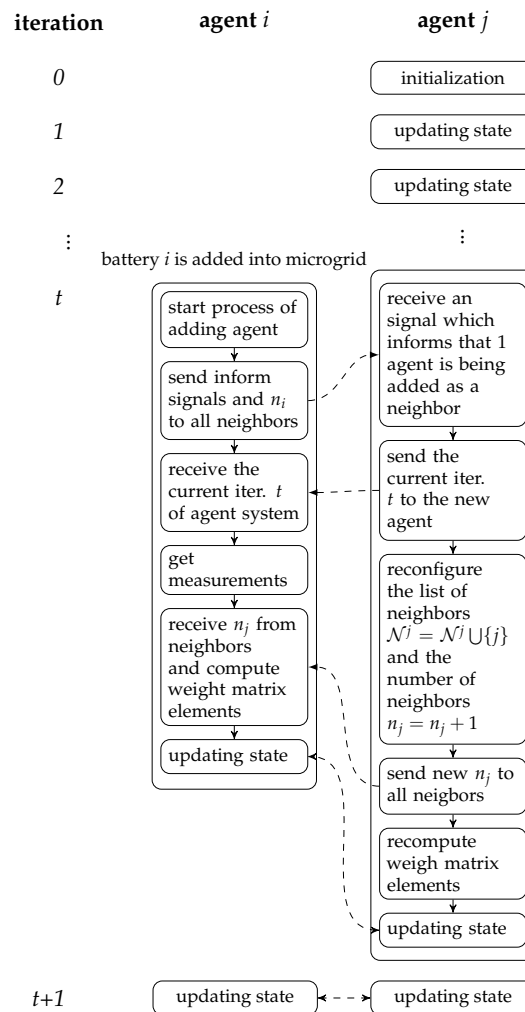 iteration agent i agent j
0 initialization
1 updating state
2 updating state
⋮ ⋮
battery i is added into microgrid
t
start process of
adding agent
send inform
signals and n_i
to all neighbors
receive the
current iter. t
of agent system
get
measurements
receive n_j from
neighbors
and compute
weight matrix
elements
updating state
receive an
signal which
informs that 1
agent is being
added as a
neighbor
send the
current iter.
t to the new
agent
reconfigure
the list of
neighbors
𝒩^j = 𝒩^j ⋃{j}
and the
number of
neighbors
n_j = n_j + 1
send new n_j to
all neigbors
recompute
weigh matrix
elements
updating state
t+1 updating state updating state